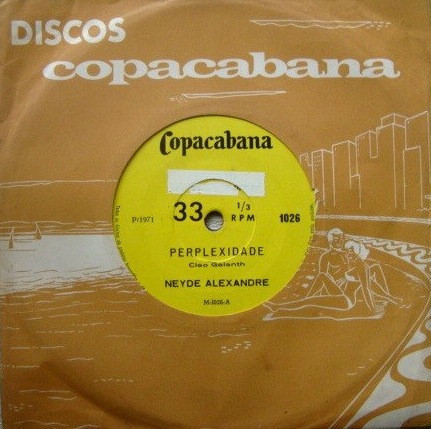 DISCOS
copacabana
Copacabana
33 1/3
RPM
P/1971
1026
PERPLEXIDADE
Cleo Galanth
NEYDE ALEXANDRE
M-1026-A